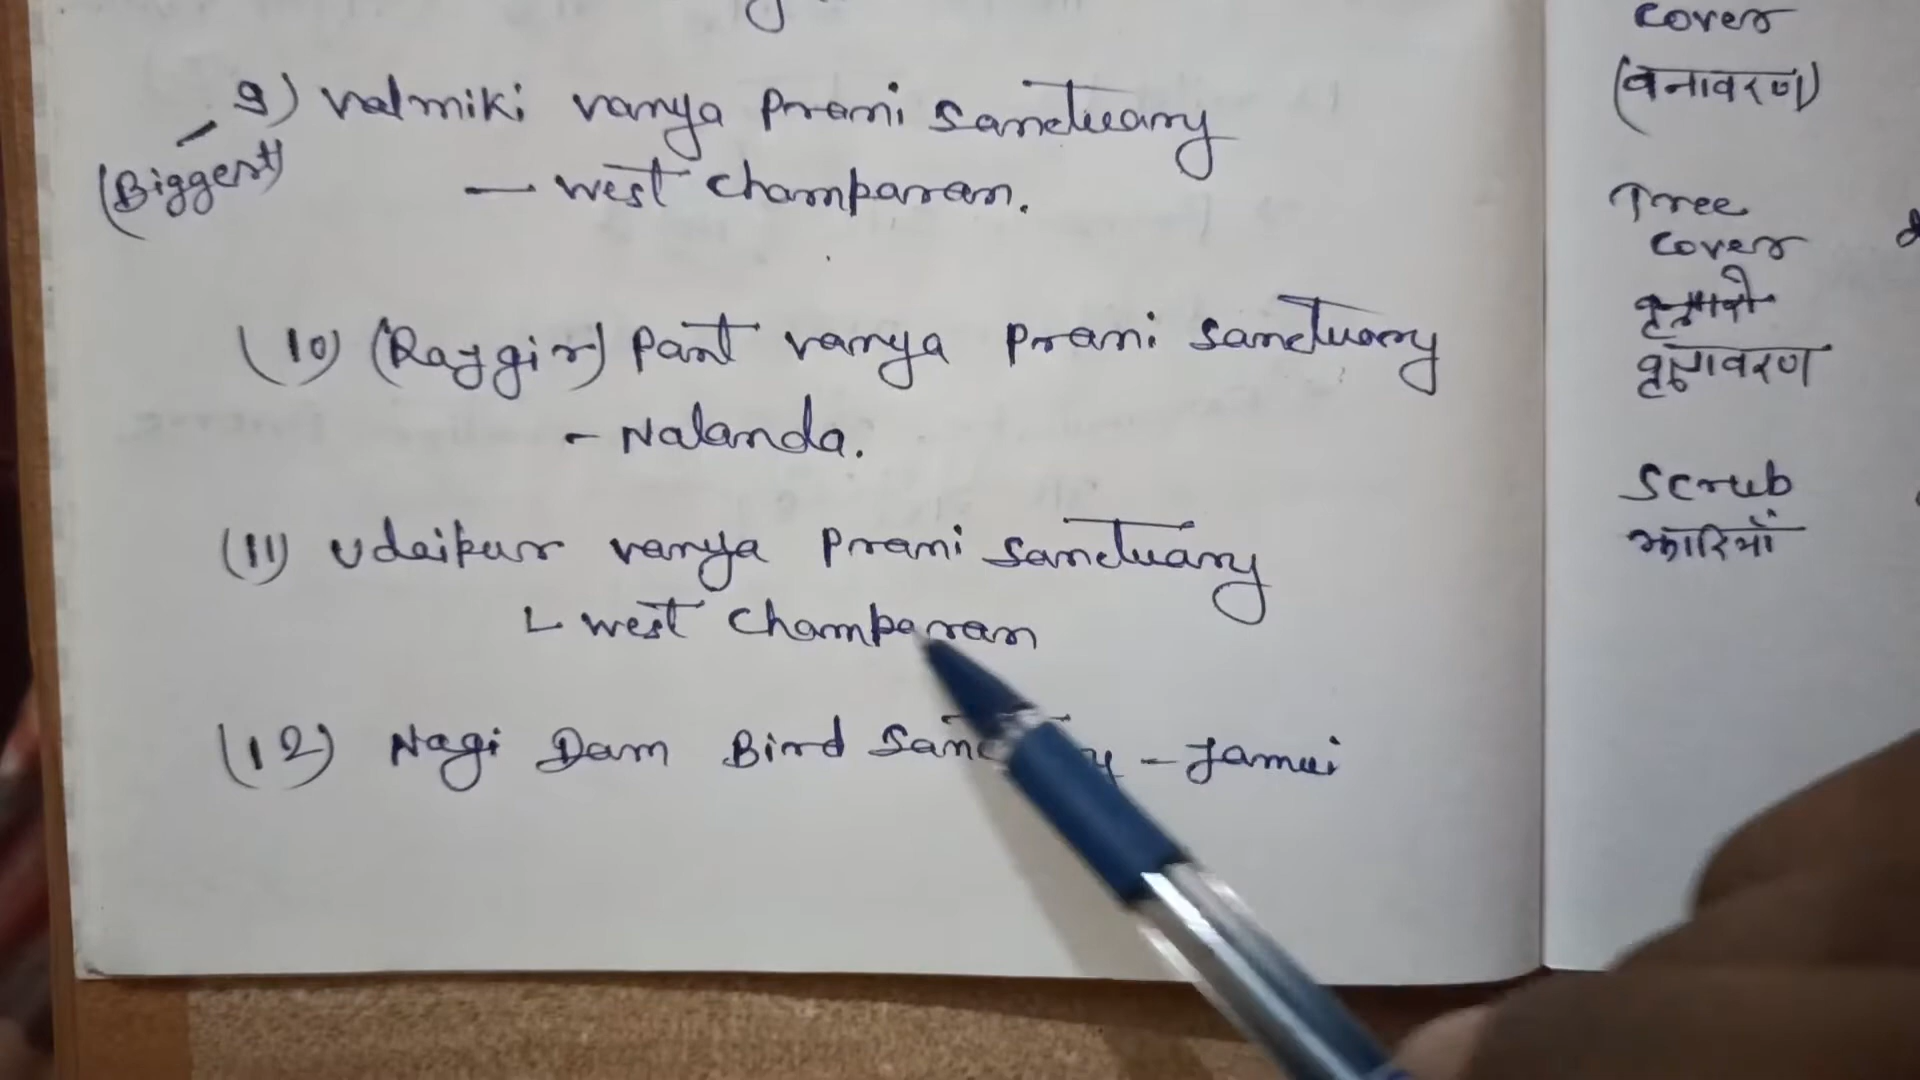 9) Valmiki vanya Prani Sanctuary
(Biggest)
— West Champaran.
(10) (Rajgir) Pant vanya Prani Sanctuary
- Nalanda.
(11) Udaipur vanya Prani Sanctuary
West Champaran
(12) Nagi Dam Bird - Jamui
Cover
(वनावरण)
Tree
Cover
वृक्षावरण
Scrub
झारियाँ